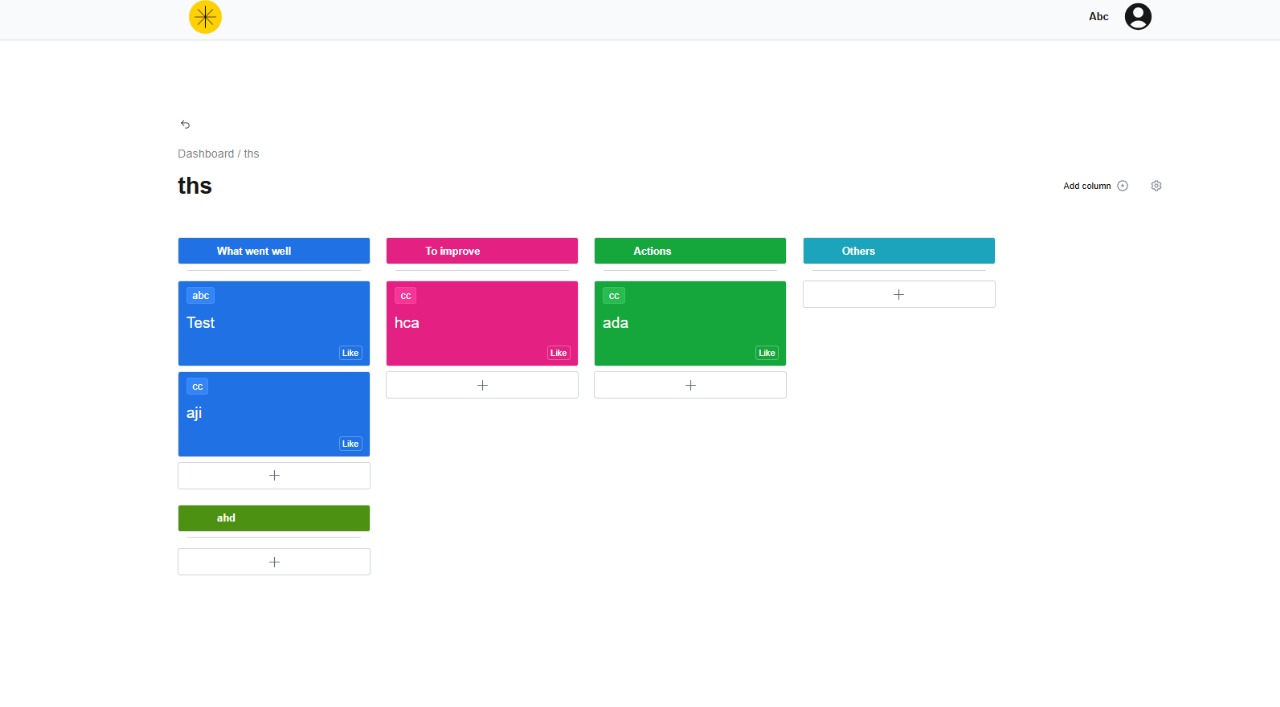 Abc
Dashboard / ths
ths
Add column
What went well
To improve
Actions
Others
abc
Test
Like
cc
hca
Like
cc
ada
Like
cc
aji
Like
ahd